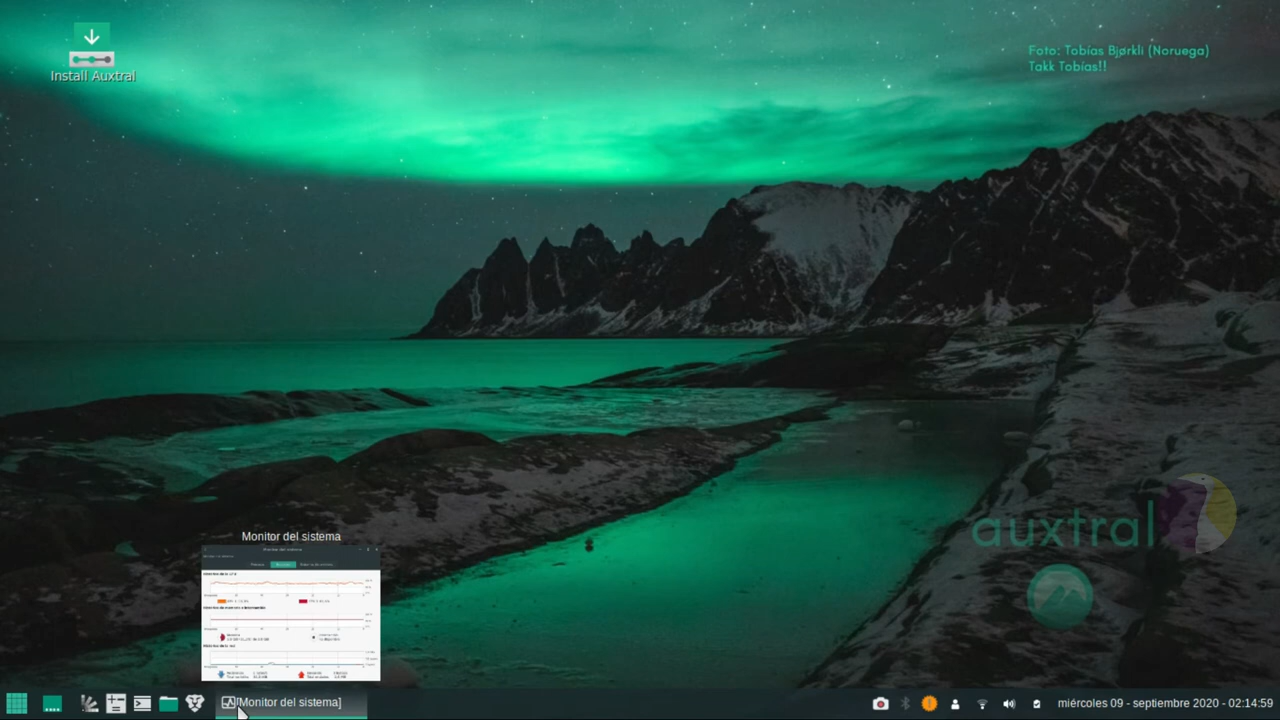 Install Auxtral
Foto: Tobías Bjørkli (Noruega)
Takk Tobías!!
auxtral
Monitor del sistema
[Monitor del sistema]
miércoles 09 - septiembre 2020 - 02:14:59